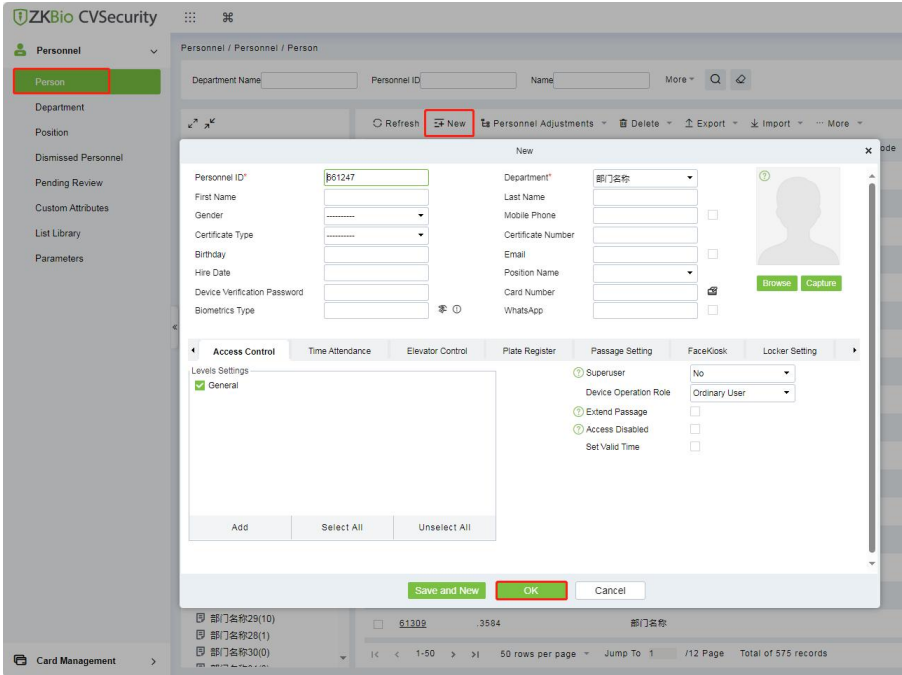 ZKBio CVSecurity
Personnel
Person
Department
Position
Dismissed Personnel
Pending Review
Custom Attributes
List Library
Parameters
Card Management
Personnel / Personnel / Person
Department Name Personnel ID Name More
Refresh New Personnel Adjustments Delete Export Import ··· More
ode
New
Personnel ID* 661247 Department* 部门名称
First Name Last Name
Gender ---------- Mobile Phone
Certificate Type ---------- Certificate Number
Birthday Email
Hire Date Position Name
Device Verification Password Card Number
Biometrics Type WhatsApp
Browse Capture
Access Control Time Attendance Elevator Control Plate Register Passage Setting FaceKiosk Locker Setting
Levels Settings
General
Superuser No
Device Operation Role Ordinary User
Extend Passage
Access Disabled
Set Valid Time
Add Select All Unselect All
Save and New OK Cancel
部门名称29(10)
部门名称28(1)
部门名称30(0)
61309 .3584 部门名称
1-50 50 rows per page Jump To 1 /12 Page Total of 575 records